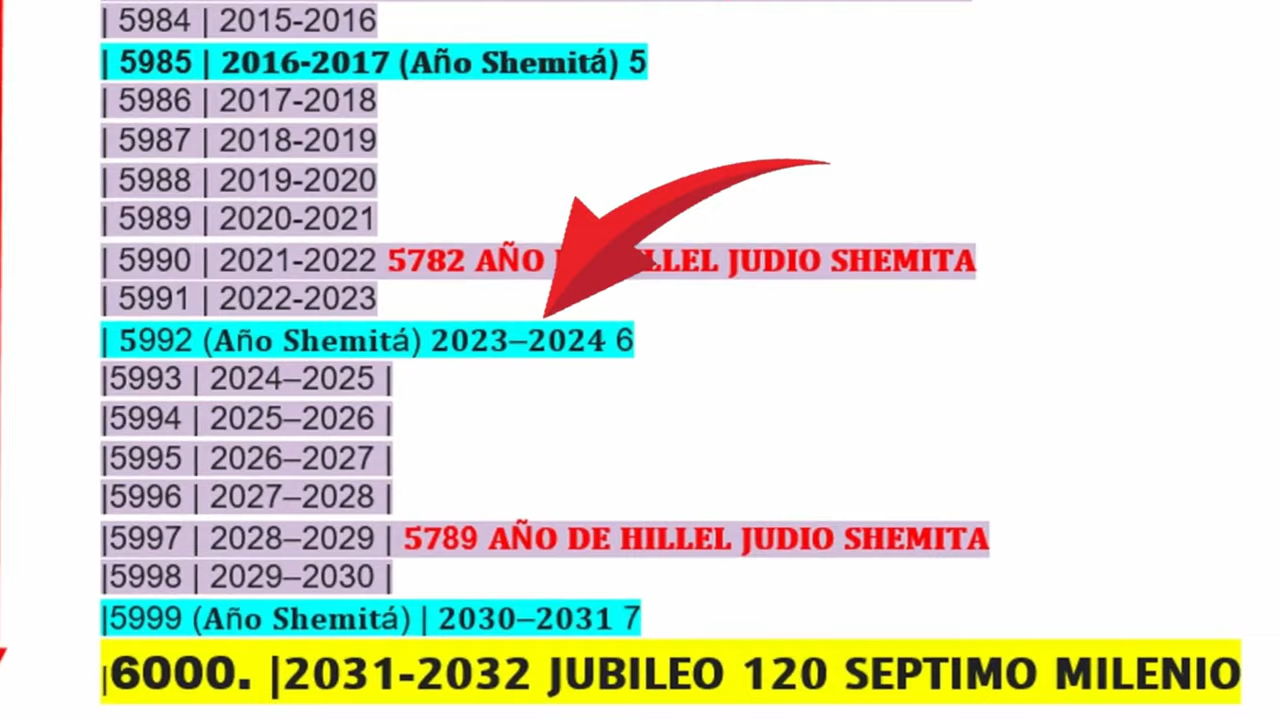 | 5984 | 2015-2016
| 5985 | 2016-2017 (Año Shemitá) 5
| 5986 | 2017-2018
| 5987 | 2018-2019
| 5988 | 2019-2020
| 5989 | 2020-2021
| 5990 | 2021-2022 5782 AÑO LLEL JUDIO SHEMITA
| 5991 | 2022-2023
| 5992 (Año Shemitá) 2023–2024 6
|5993 | 2024–2025 |
|5994 | 2025–2026 |
|5995 | 2026–2027 |
|5996 | 2027–2028 |
|5997 | 2028–2029 | 5789 AÑO DE HILLEL JUDIO SHEMITA
|5998 | 2029–2030 |
|5999 (Año Shemitá) | 2030–2031 7
|6000. |2031-2032 JUBILEO 120 SEPTIMO MILENIO